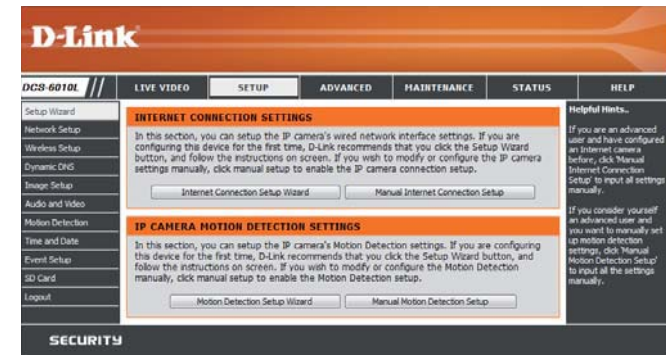 D-Link
DCS-6010L
LIVE VIDEO
SETUP
ADVANCED
MAINTENANCE
STATUS
HELP
Setup Wizard
Network Setup
Wireless Setup
Dynamic DNS
Image Setup
Audio and Video
Motion Detection
Time and Date
Event Setup
SD Card
Logout
INTERNET CONNECTION SETTINGS
In this section, you can setup the IP camera's wired network interface settings. If you are
configuring this device for the first time, D-Link recommends that you click the Setup Wizard
button, and follow the instructions on screen. If you wish to modify or configure the IP camera
settings manually, click manual setup to enable the IP camera connection setup.
Internet Connection Setup Wizard
Manual Internet Connection Setup
IP CAMERA MOTION DETECTION SETTINGS
In this section, you can setup the IP camera's Motion Detection settings. If you are configuring
this device for the first time, D-Link recommends that you click the Setup Wizard button, and
follow the instructions on screen. If you wish to modify or configure the Motion Detection
manually, click manual setup to enable the Motion Detection setup.
Motion Detection Setup Wizard
Manual Motion Detection Setup
Helpful Hints..
If you are an advanced
user and have configured
an Internet camera
before, click 'Manual
Internet Connection
Setup' to input all settings
manually.
If you consider yourself
an advanced user and
you want to manually set
up motion detection
settings, click 'Manual
Motion Detection Setup'
to input all the settings
manually.
SECURITY